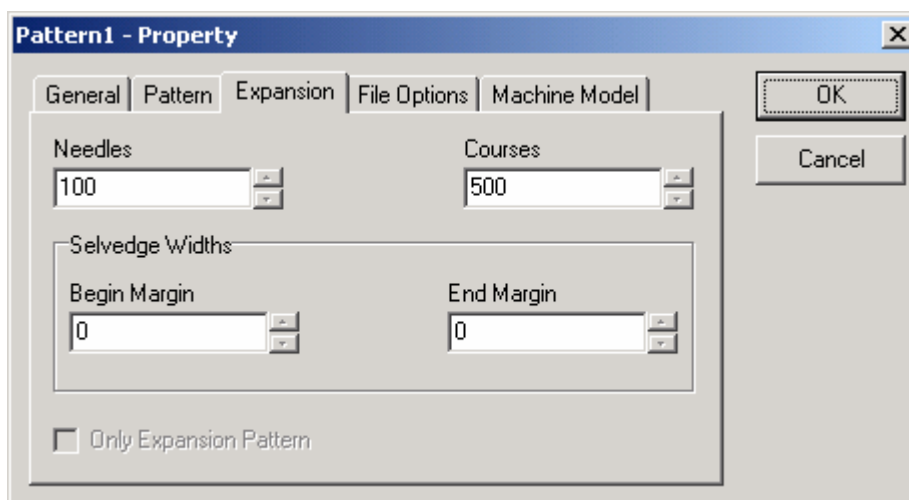 Pattern1 - Property
General Pattern Expansion File Options Machine Model
OK
Cancel
Needles Courses
100 500
Selvedge Widths
Begin Margin End Margin
0 0
Only Expansion Pattern